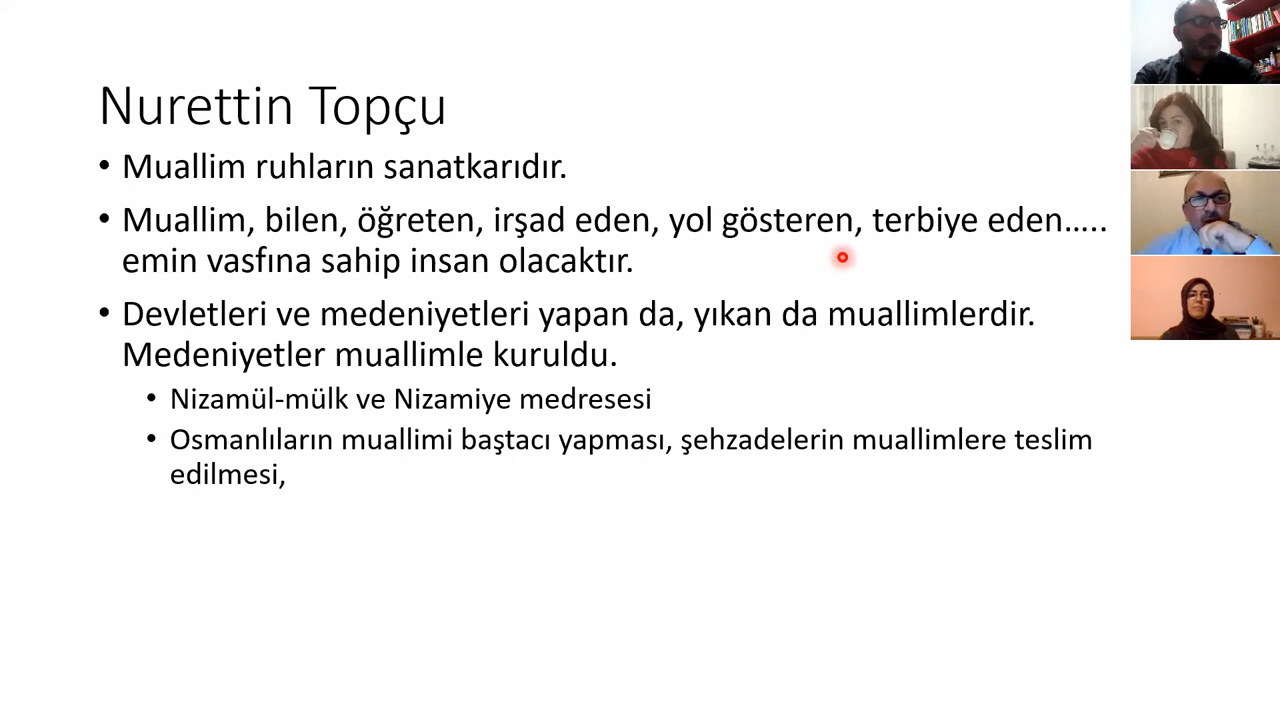 Nurettin Topçu
• Muallim ruhların sanatkarıdır.
• Muallim, bilen, öğreten, irşad eden, yol gösteren, terbiye eden…..
emin vasfına sahip insan olacaktır.
• Devletleri ve medeniyetleri yapan da, yıkan da muallimlerdir.
Medeniyetler muallimle kuruldu.
• Nizamül-mülk ve Nizamiye medresesi
• Osmanlıların muallimi baştacı yapması, şehzadelerin muallimlere teslim
edilmesi,